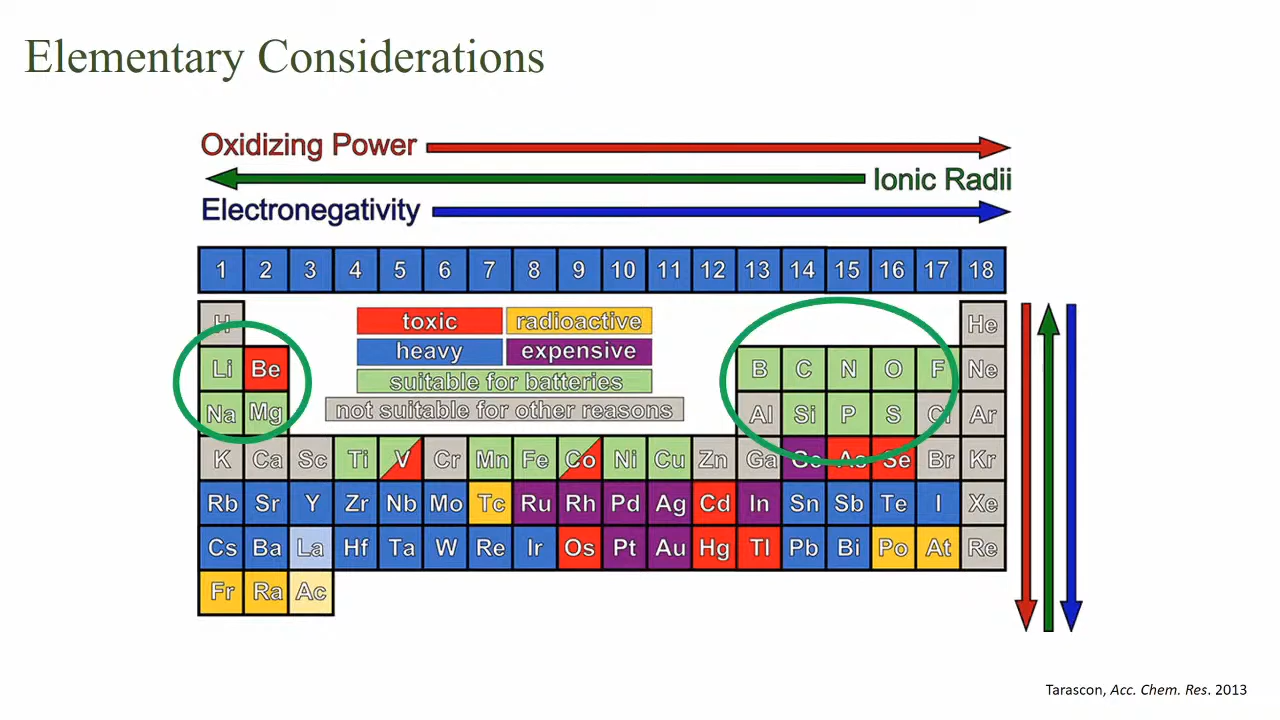 Elementary Considerations
Oxidizing Power
Ionic Radii
Electronegativity
1 2 3 4 5 6 7 8 9 10 11 12 13 14 15 16 17 18
H He
toxic radioactive
heavy expensive
suitable for batteries
not suitable for other reasons
Li Be B C N O F Ne
Na Mg Al Si P S Cl Ar
K Ca Sc Ti V Cr Mn Fe Co Ni Cu Zn Ga Ge As Se Br Kr
Rb Sr Y Zr Nb Mo Tc Ru Rh Pd Ag Cd In Sn Sb Te I Xe
Cs Ba La Hf Ta W Re Ir Os Pt Au Hg Tl Pb Bi Po At Re
Fr Ra Ac
Tarascon, Acc. Chem. Res. 2013